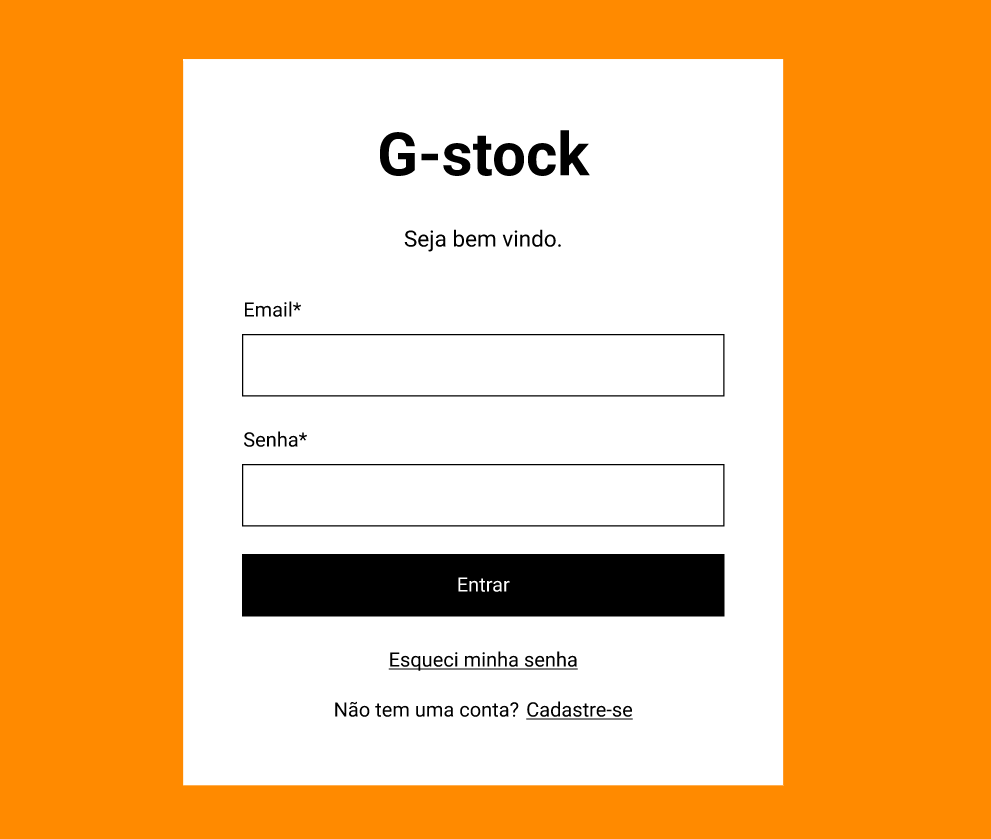 G-stock
Seja bem vindo.
Email*
Senha*
Entrar
Esqueci minha senha
Não tem uma conta? Cadastre-se